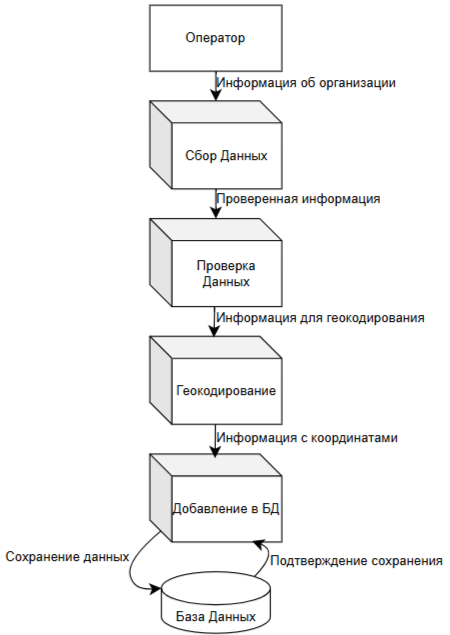 Оператор
Информация об организации
Сбор Данных
Проверенная информация
Проверка
Данных
Информация для геокодирования
Геокодирование
Информация с координатами
Добавление в БД
Сохранение данных
Подтверждение сохранения
База Данных